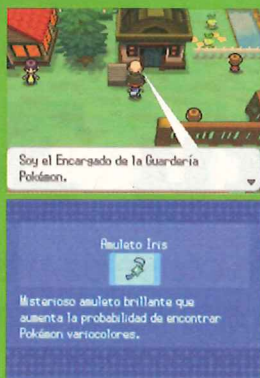 Soy el Encargado de la Guardería
Pokémon.
Amuleto Iris
Misterioso amuleto brillante que
aumenta la probabilidad de encontrar
Pokémon variocolores.